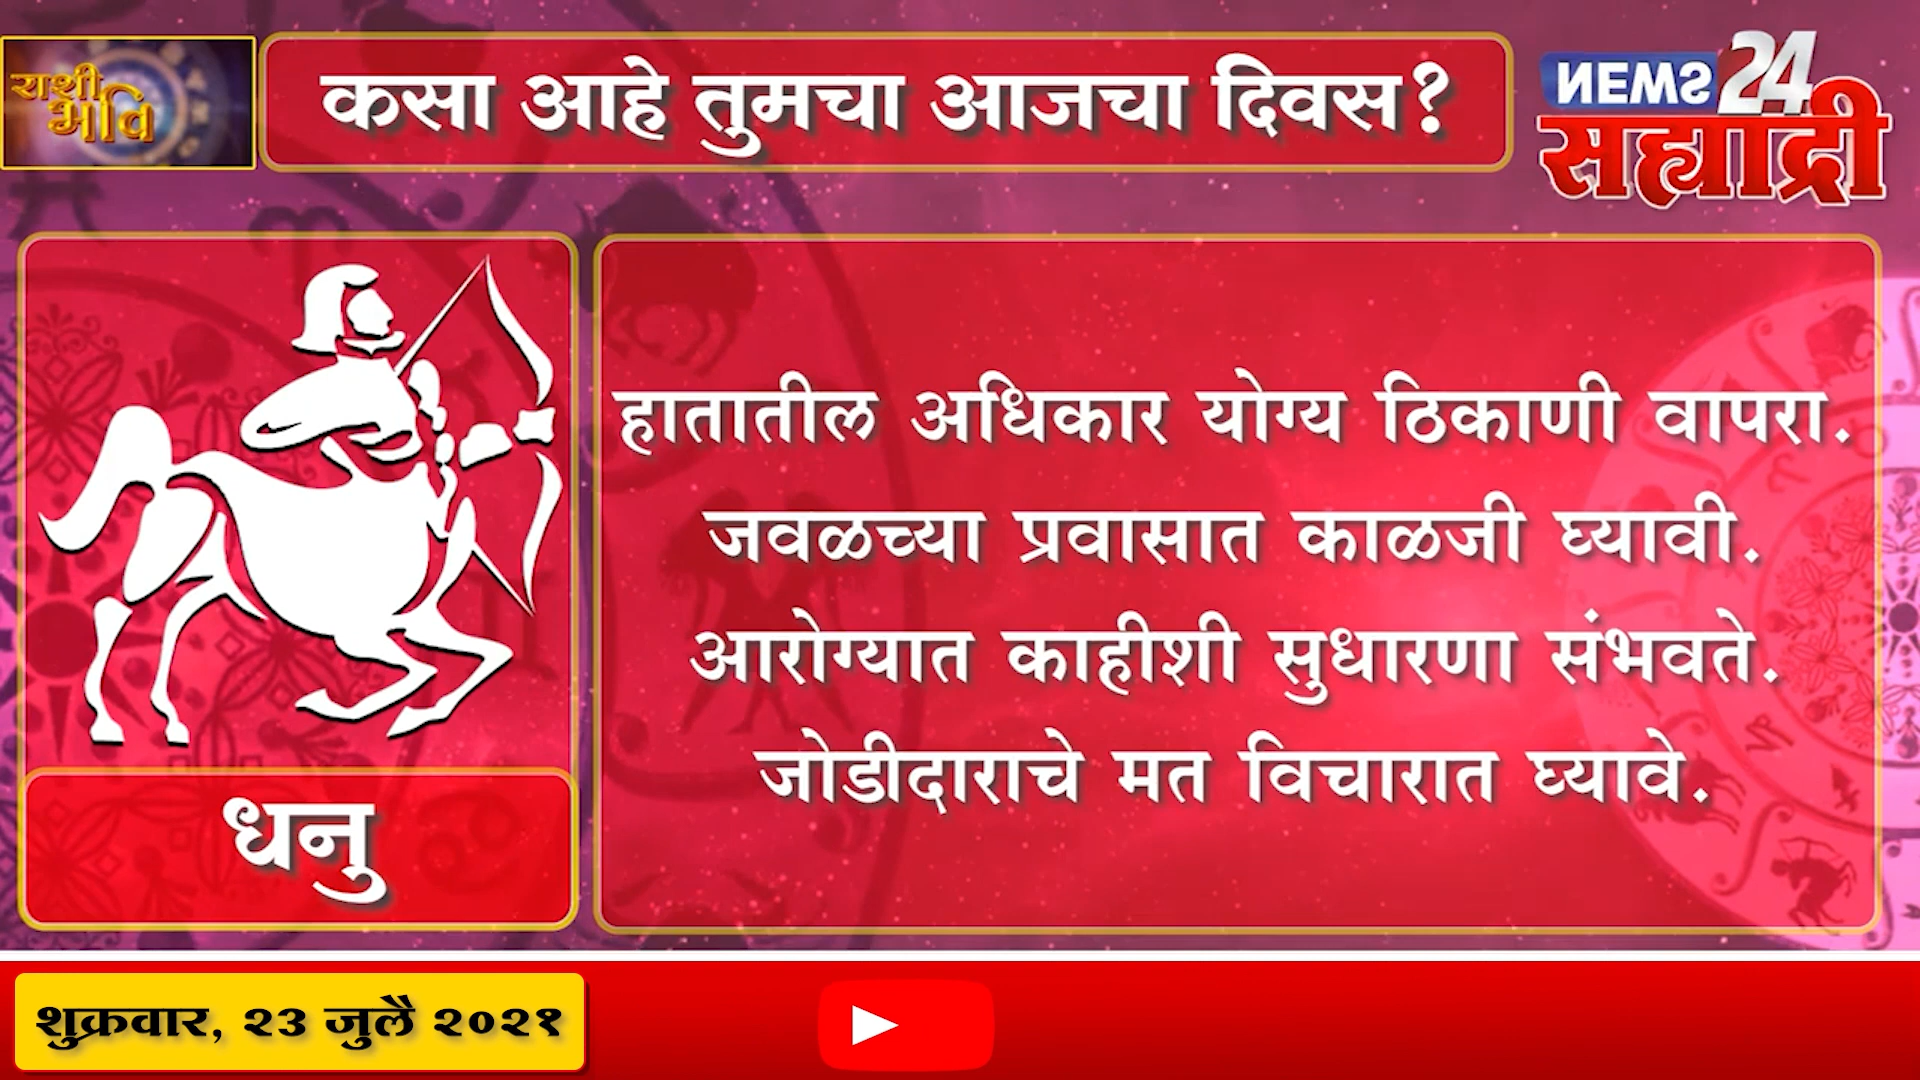 राशी
भवि
कसा आहे तुमचा आजचा दिवस?
NEWS 24
सह्याद्री
हातातील अधिकार योग्य ठिकाणी वापरा.
जवळच्या प्रवासात काळजी घ्यावी.
आरोग्यात काहीशी सुधारणा संभवते.
जोडीदाराचे मत विचारात घ्यावे.
धनु
शुक्रवार, २३ जुलै २०२१